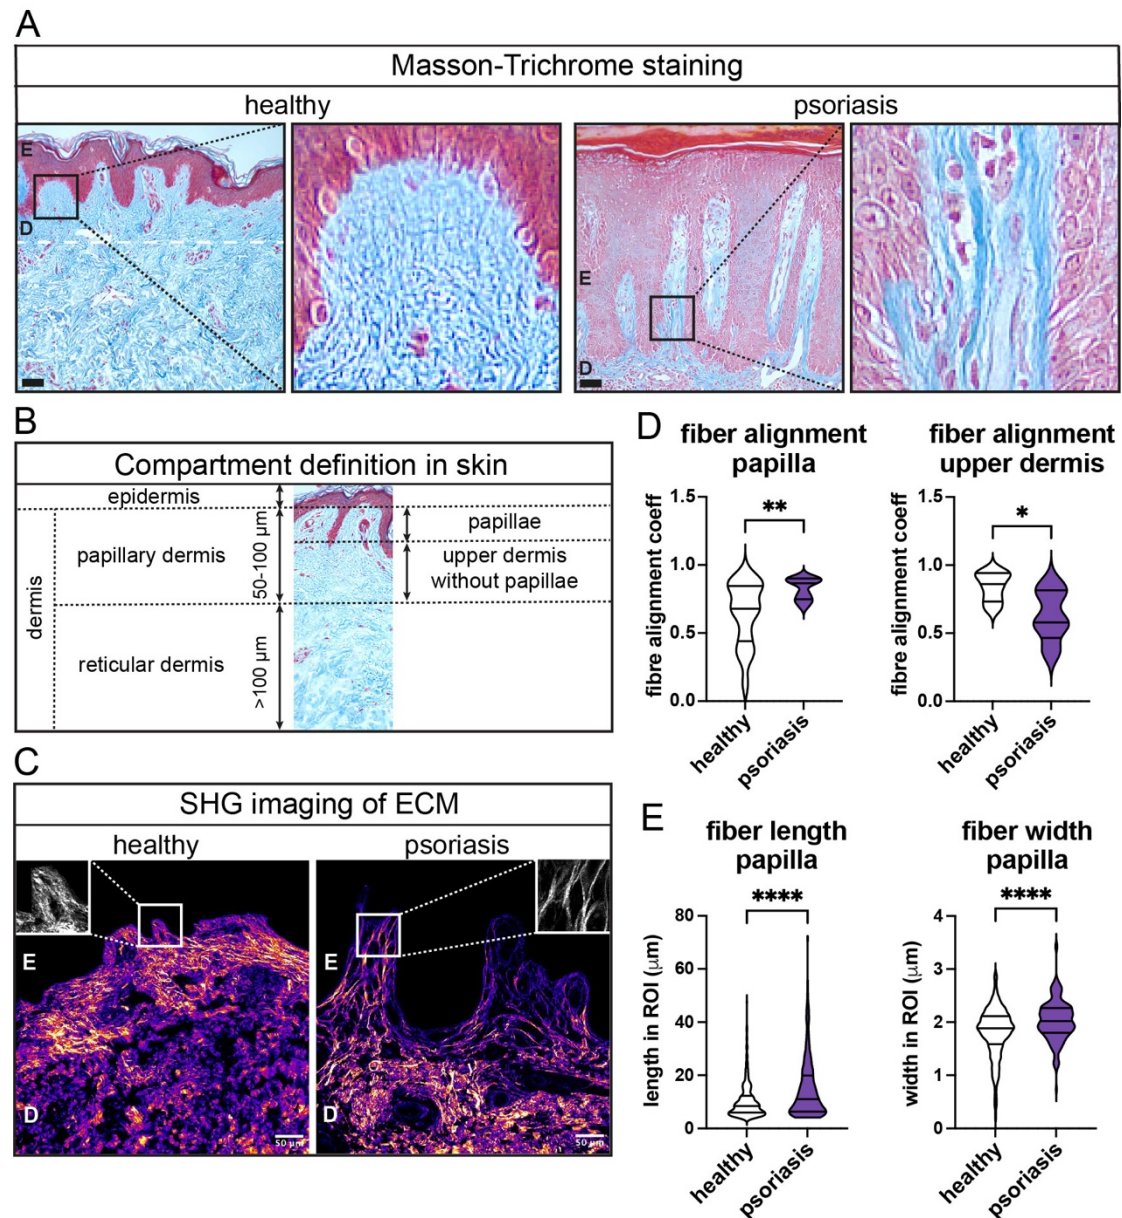 A
Masson-Trichrome staining
healthy
psoriasis
E
D
E
D
B
Compartment definition in skin
epidermis
dermis
papillary dermis
reticular dermis
50-100 µm
>100 µm
papillae
upper dermis
without papillae
C
SHG imaging of ECM
healthy
psoriasis
E
D
50 µm
E
D
50 µm
D
fiber alignment
papilla
fibre alignment coeff
1.5
1.0
0.5
0.0
**
healthy
psoriasis
fiber alignment
upper dermis
fibre alignment coeff
1.5
1.0
0.5
0.0
*
healthy
psoriasis
E
fiber length
papilla
length in ROI (µm)
80
60
40
20
0
****
healthy
psoriasis
fiber width
papilla
width in ROI (µm)
4
3
2
1
0
****
healthy
psoriasis